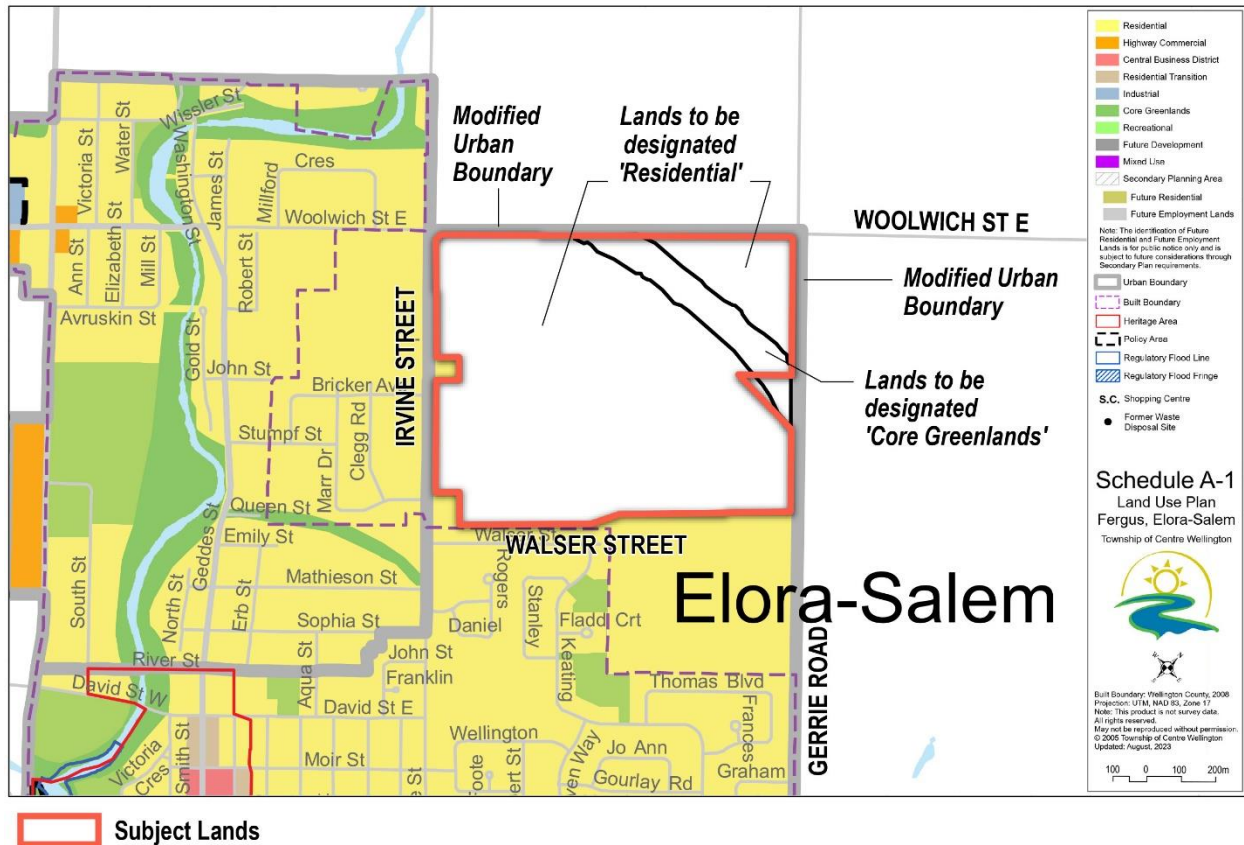 Modified
Urban
Boundary
Lands to be
designated
'Residential'
WOOLWICH ST E
Modified Urban
Boundary
Lands to be
designated
'Core Greenlands'
IRVINE STREET
WALSER STREET
GERRIE ROAD
Elora-Salem
Wissler St
Victoria St
Water St
Washington St
James St
Millford
Cres
Woolwich St E
Ann St
Elizabeth St
Mill St
Robert St
Avruskin St
Gold St
John St
Bricker Av
Stumpf St
Marr Dr
Clegg Rd
Queen St
Geddes St
Emily St
Walser St
Mathieson St
Rogers
South St
North St
Erb St
Sophia St
Daniel
Stanley
Fladd Crt
Keating
River St
Aqua St
John St
Franklin
David St W
David St E
Thomas Blvd
Victoria
Cres
Smith St
Moir St
Wellington
Jo Ann
Frances
Gourlay Rd
Graham
Residential
Highway Commercial
Central Business District
Residential Transition
Industrial
Core Greenlands
Recreational
Future Development
Mixed Use
Secondary Planning Area
Future Residential
Future Employment Lands
Note: The identification of Future
Residential and Future Employment
Lands is for public notice only and is
subject to future considerations through
Secondary Plan requirements.
Urban Boundary
Built Boundary
Heritage Area
Policy Area
Regulatory Flood Line
Regulatory Flood Fringe
S.C. Shopping Centre
Former Waste
Disposal Site
Schedule A-1
Land Use Plan
Fergus, Elora-Salem
Township of Centre Wellington
Built Boundary: Wellington County, 2008
Projection: UTM, NAD 83, Zone 17
Note: This product is not survey data.
All rights reserved.
May not be reproduced without permission.
© 2005 Township of Centre Wellington
Updated: August, 2023
100 0 100 200m
Subject Lands